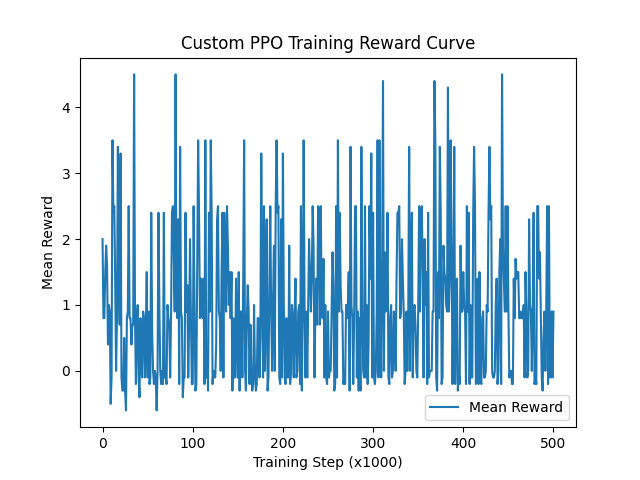 Custom PPO Training Reward Curve
Mean Reward
4
3
2
1
0
0 100 200 300 400 500
Training Step (x1000)
Mean Reward